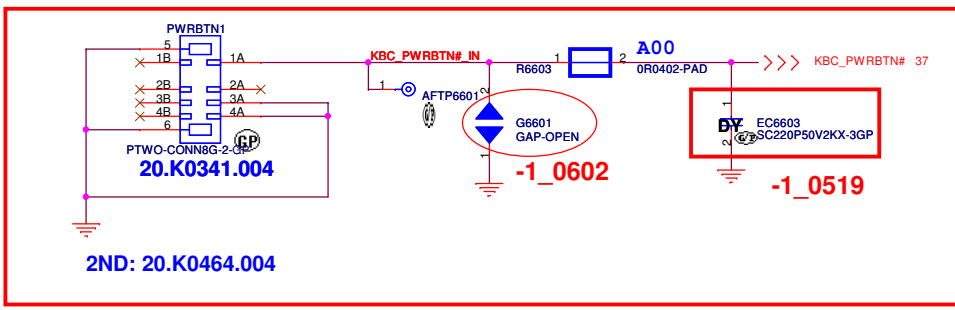 PWRBTN1
5
1B
1A
2B
2A
3B
3A
4B
4A
6
GP
PTWO-CONN8G-2-GP
20.K0341.004
2ND: 20.K0464.004
KBC_PWRBTN#_IN
1
AFTP6601
2
G6601
GAP-OPEN
1
-1_0602
1
2
R6603
A00
0R0402-PAD
KBC_PWRBTN# 37
1
DY
EC6603
SC220P50V2KX-3GP
2
-1_0519